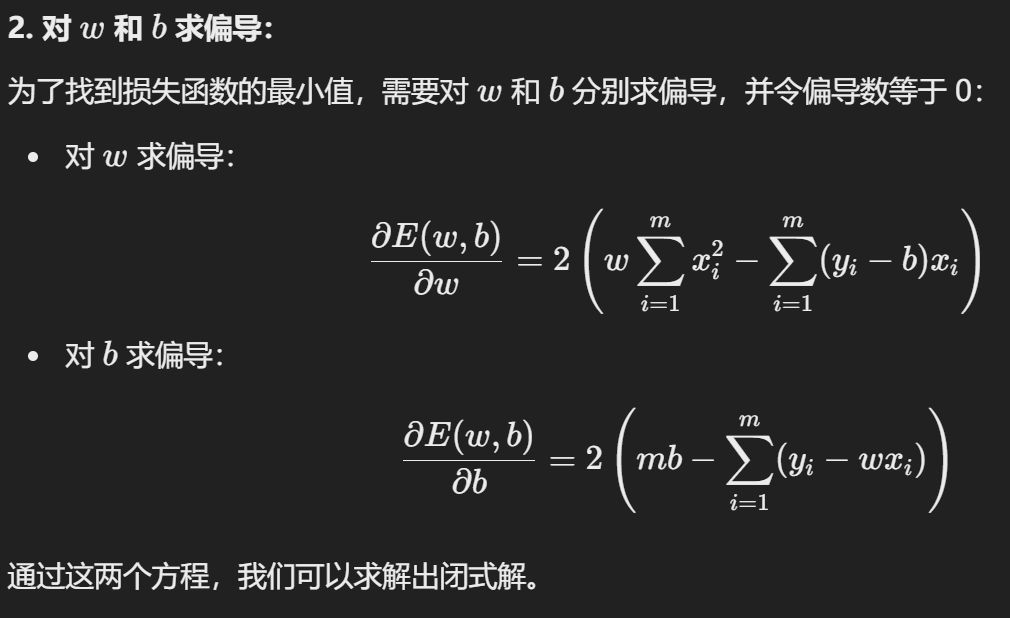 2. 对 w 和 b 求偏导：
为了找到损失函数的最小值，需要对 w 和 b 分别求偏导，并令偏导数等于 0：
• 对 w 求偏导：
\frac{\partial E(w, b)}{\partial w} = 2 \left( w \sum_{i=1}^{m} x_i^2 - \sum_{i=1}^{m} (y_i - b) x_i \right)
• 对 b 求偏导：
\frac{\partial E(w, b)}{\partial b} = 2 \left( mb - \sum_{i=1}^{m} (y_i - w x_i) \right)
通过这两个方程，我们可以求解出闭式解。